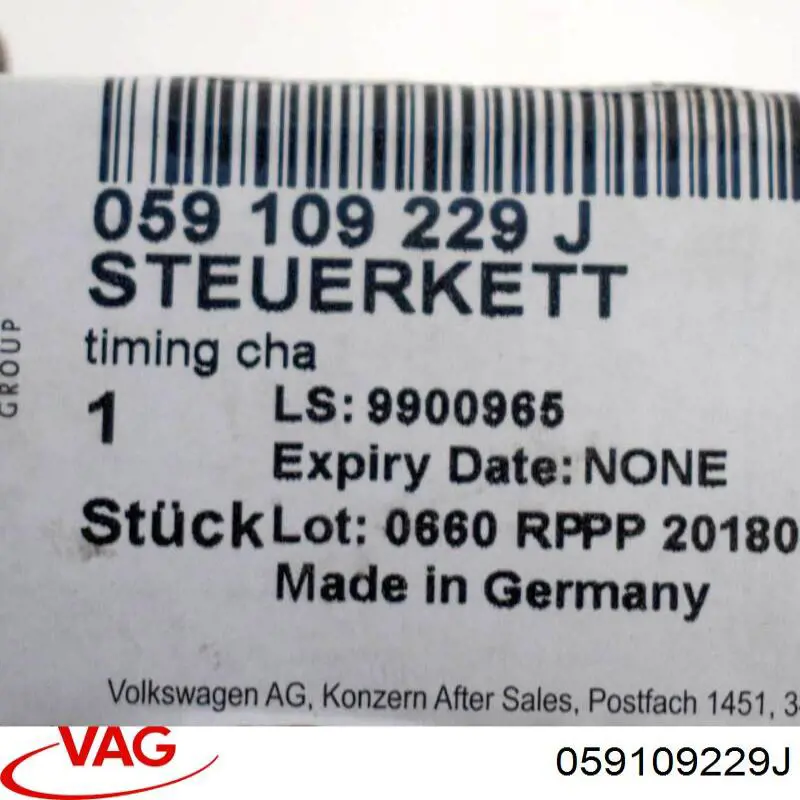 059 109 229 J
STEUERKETT
timing cha
1
LS: 9900965
Expiry Date: NONE
Stück
Lot: 0660 RPPP 20180
Made in Germany
GROUP
Volkswagen AG, Konzern After Sales, Postfach 1451, 3
VAG
059109229J